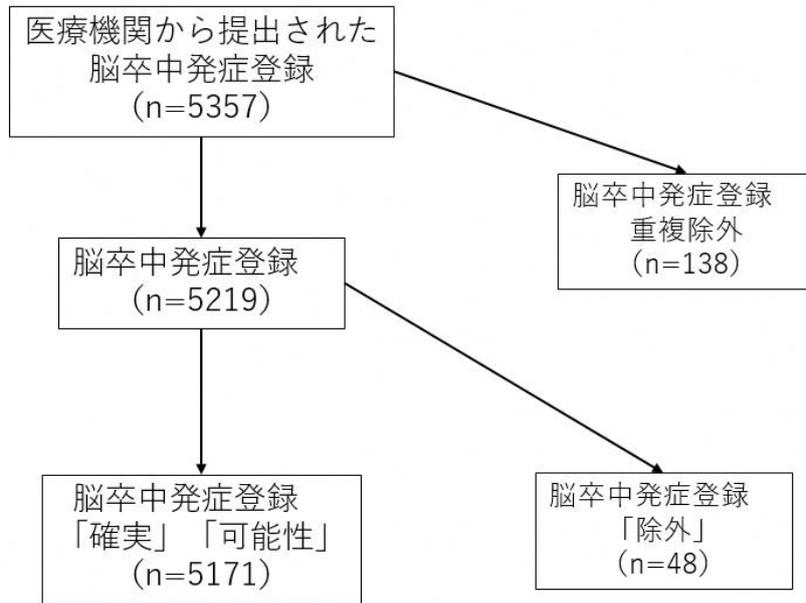 医療機関から提出された
脳卒中発症登録
(n=5357)
脳卒中発症登録
重複除外
(n=138)
脳卒中発症登録
(n=5219)
脳卒中発症登録
「確実」「可能性」
(n=5171)
脳卒中発症登録
「除外」
(n=48)